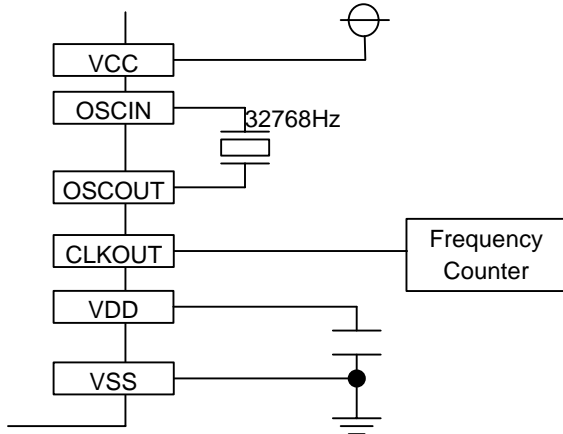 VCC
OSCIN
32768Hz
OSCOUT
CLKOUT
Frequency
Counter
VDD
VSS